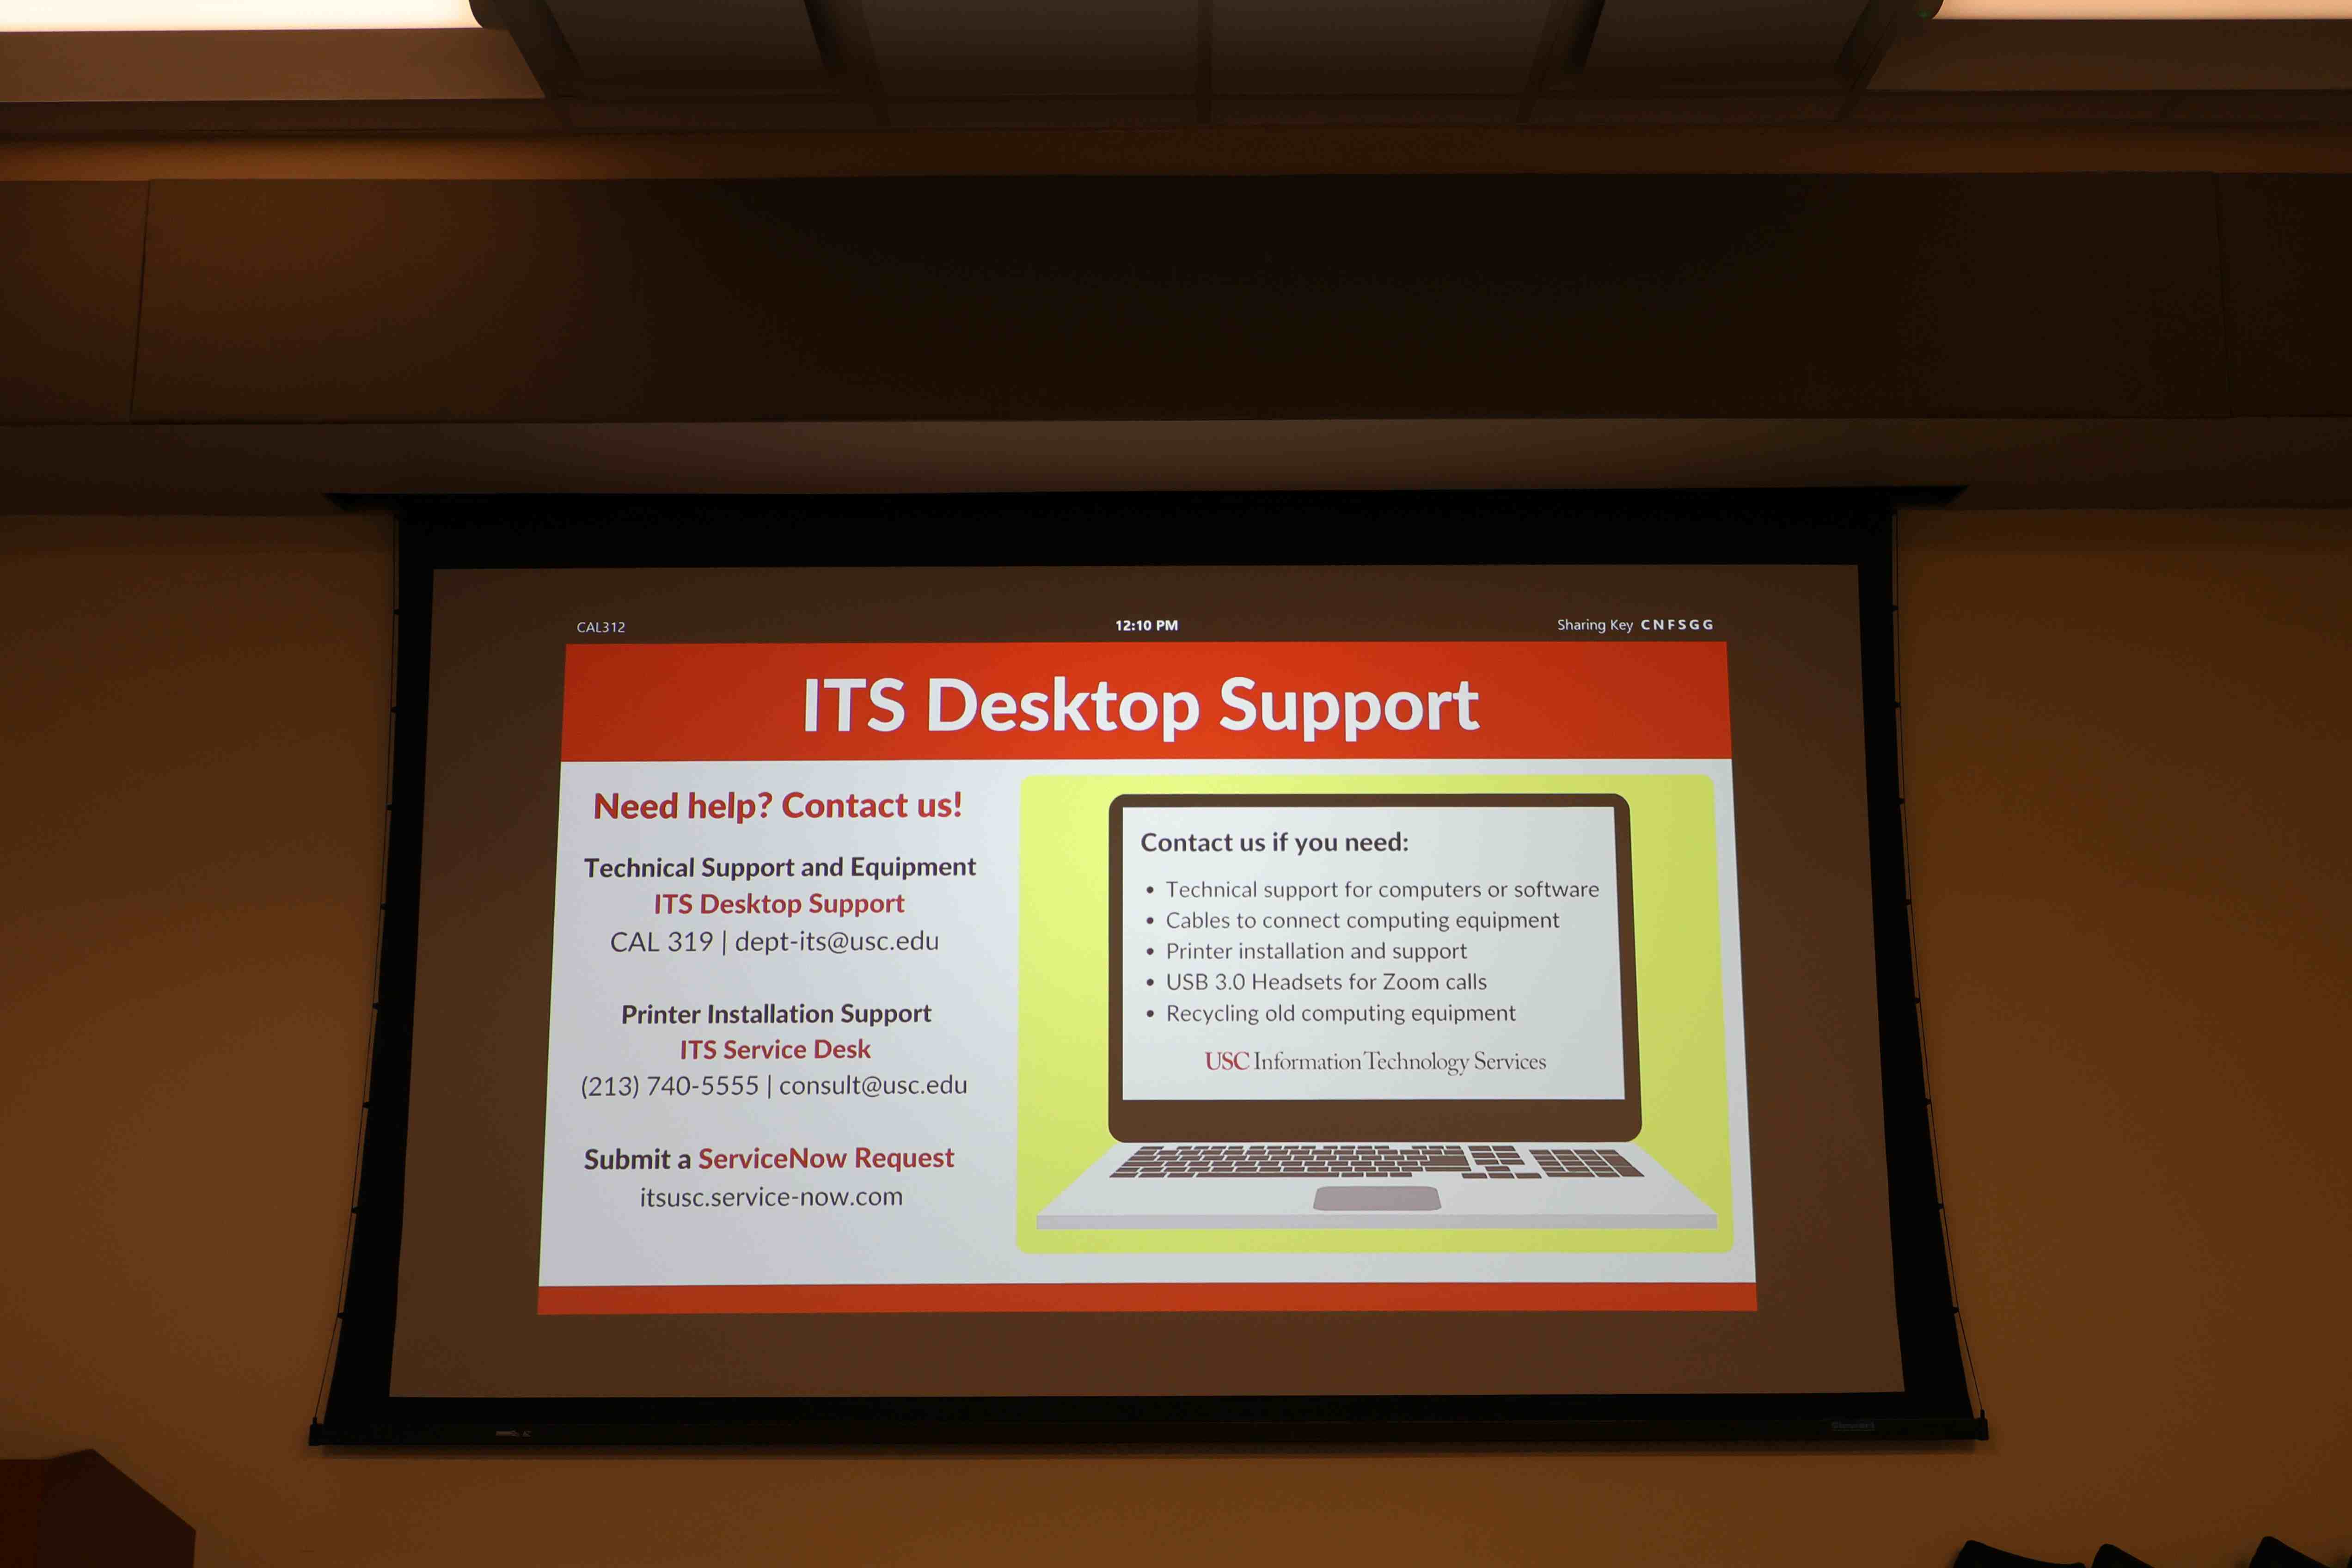 CAL312
12:10 PM
Sharing Key CNFSGG
ITS Desktop Support
Need help? Contact us!
Technical Support and Equipment
ITS Desktop Support
CAL 319 | dept-its@usc.edu
Printer Installation Support
ITS Service Desk
(213) 740-5555 | consult@usc.edu
Submit a ServiceNow Request
itsusc.service-now.com
Contact us if you need:
• Technical support for computers or software
• Cables to connect computing equipment
• Printer installation and support
• USB 3.0 Headsets for Zoom calls
• Recycling old computing equipment
USC Information Technology Services